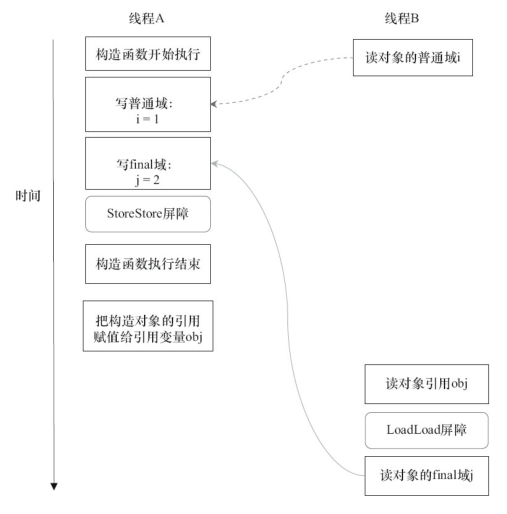 线程A
线程B
构造函数开始执行
读对象的普通域i
写普通域：
i = 1
写final域：
j = 2
时间
StoreStore屏障
构造函数执行结束
把构造对象的引用
赋值给引用变量obj
读对象引用obj
LoadLoad屏障
读对象的final域j